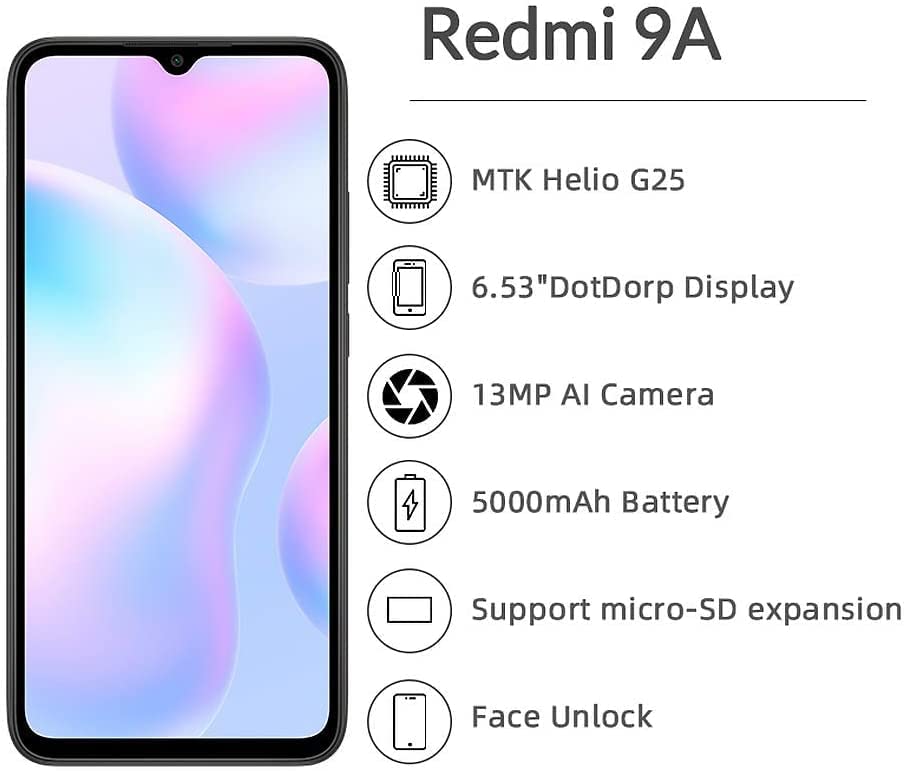 Redmi 9A
MTK Helio G25
6.53"DotDorp Display
13MP AI Camera
5000mAh Battery
Support micro-SD expansion
Face Unlock